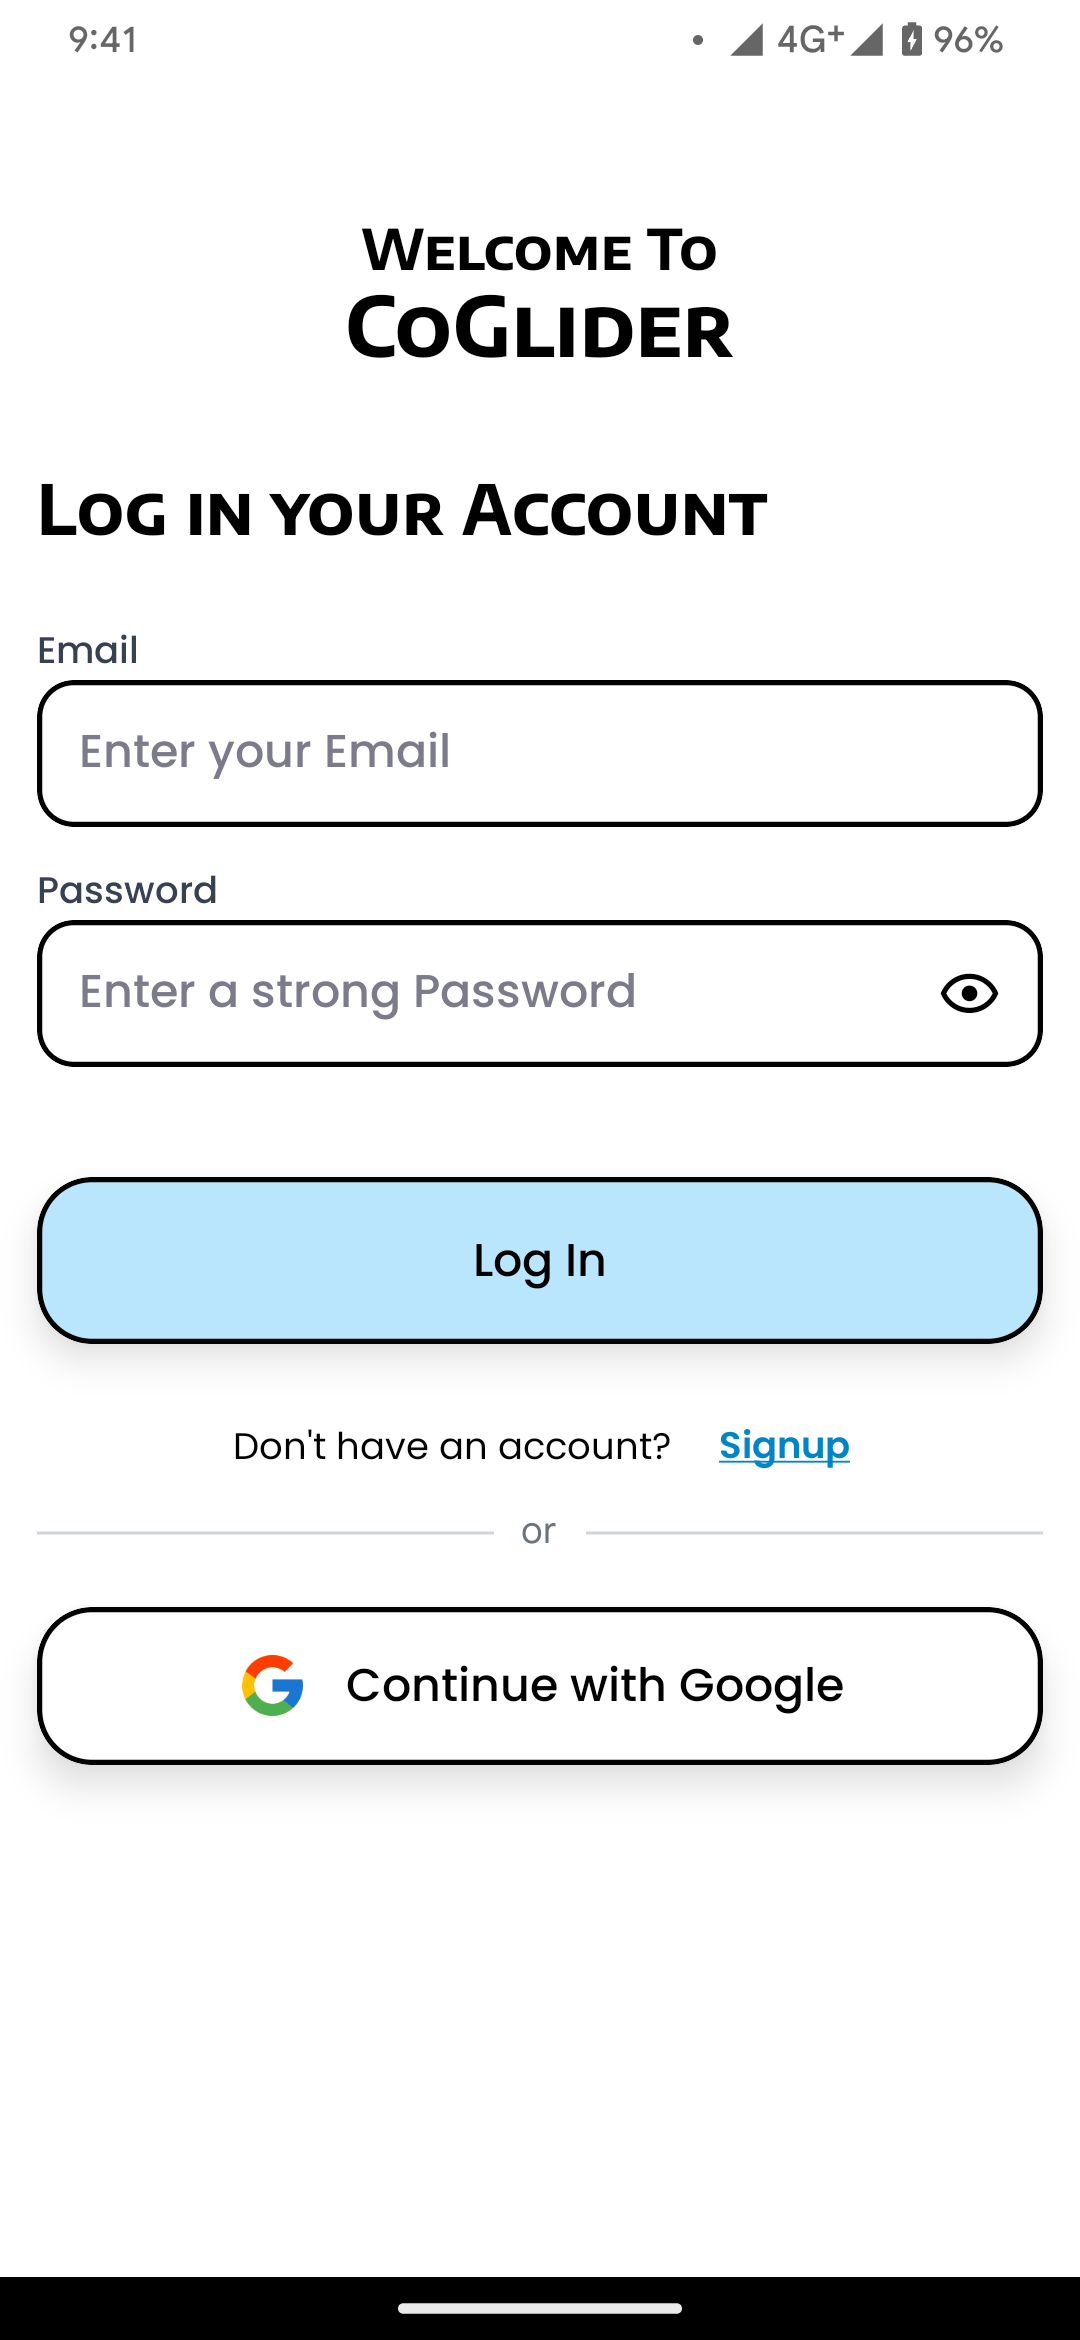 9:41 4G+ 96%
Welcome To
CoGlider
Log in your Account
Email
Enter your Email
Password
Enter a strong Password
Log In
Don't have an account? Signup
or
Continue with Google